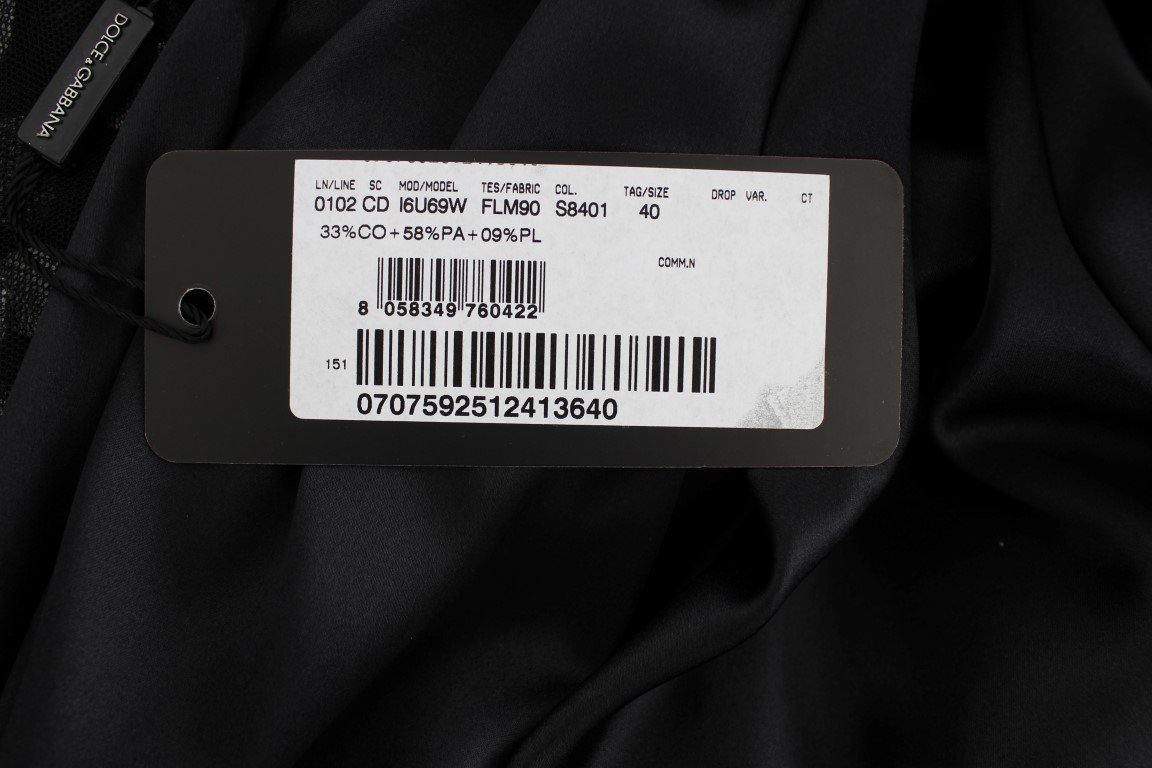 DOLCE & GABBANA
LN/LINE SC MOD/MODEL TES/FABRIC COL. TAG/SIZE DROP VAR. CT
0102 CD I6U69W FLM90 S8401 40
33%CO+58%PA+09%PL
COMM.N
8 058349 760422
151
0707592512413640